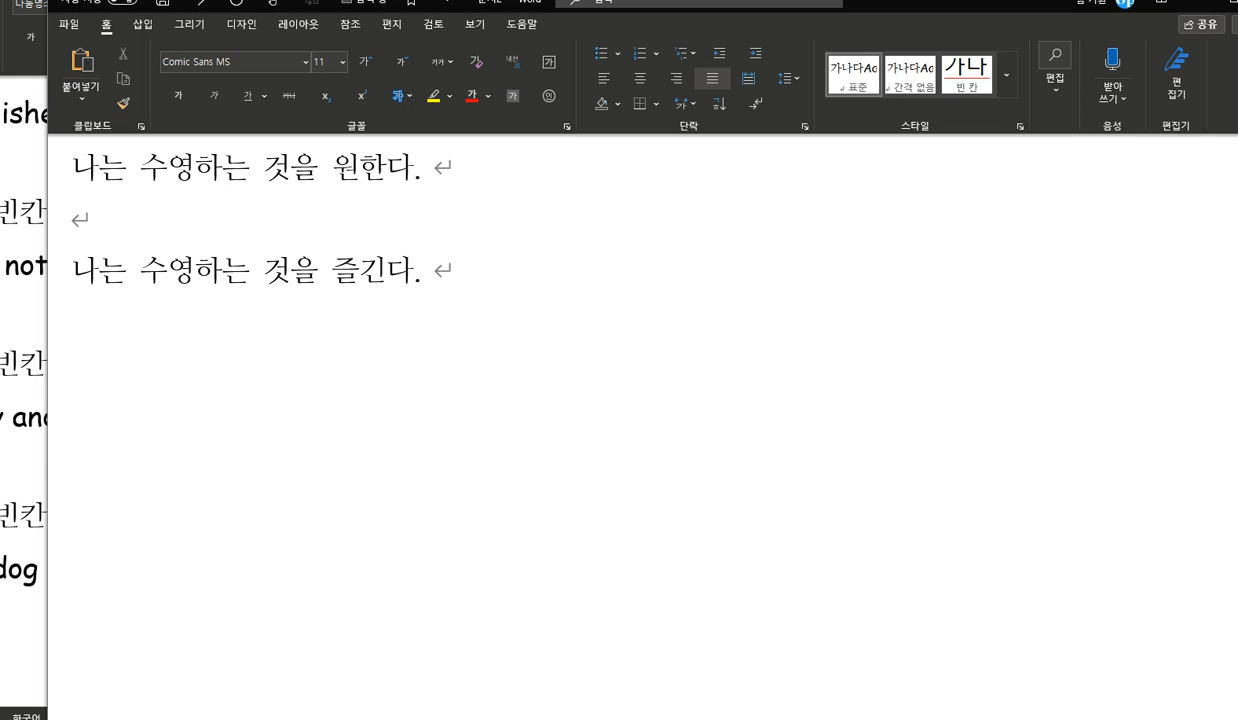 파일 홈 삽입 그리기 디자인 레이아웃 참조 편지 검토 보기 도움말
공유
Comic Sans MS 11
붙여넣기
가나다Aa 가나다Aa 가나
표준 간격 없음 빈 칸
편집
받아쓰기
편집기
클립보드 글꼴 단락 스타일 음성 편집기
나는 수영하는 것을 원한다.
나는 수영하는 것을 즐긴다.
빈칸
not
빈칸
빈칸
dog
한국어